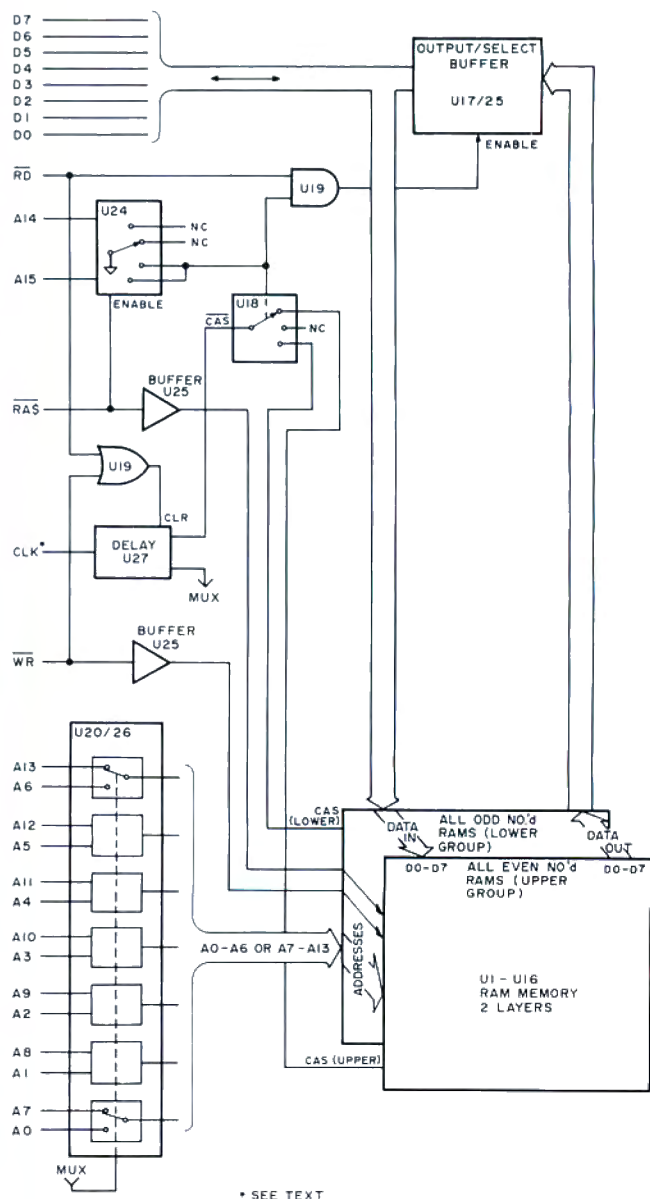 D7
D6
D5
D4
D3
D2
D1
D0
OUTPUT/SELECT
BUFFER
U17/25
ENABLE
RD
A14
A15
U24
NC
NC
ENABLE
U19
CAS
U18
NC
RAS
BUFFER
U25
U19
CLR
CLK*
DELAY
U27
MUX
BUFFER
U25
WR
U20/26
A13
A6
A12
A5
A11
A4
A10
A3
A9
A2
A8
A1
A7
A0
MUX
A0-A6 OR A7-A13
CAS
(LOWER)
DATA
IN
ALL ODD NO.'d
RAMS (LOWER
GROUP)
DATA
OUT
D0-D7
ALL EVEN NO.'d
RAMS (UPPER
GROUP)
D0-D7
ADDRESSES
U1 - U16
RAM MEMORY
2 LAYERS
CAS (UPPER)
* SEE TEXT